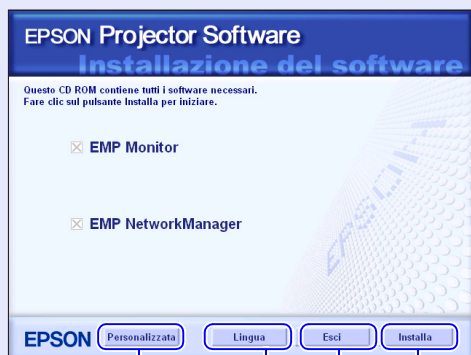 EPSON Projector Software
Installazione del software
Questo CD ROM contiene tutti i software necessari.
Fare clic sul pulsante Installa per iniziare.
EMP Monitor
EMP NetworkManager
EPSON
EPSON Personalizzata Lingua Esci Installa